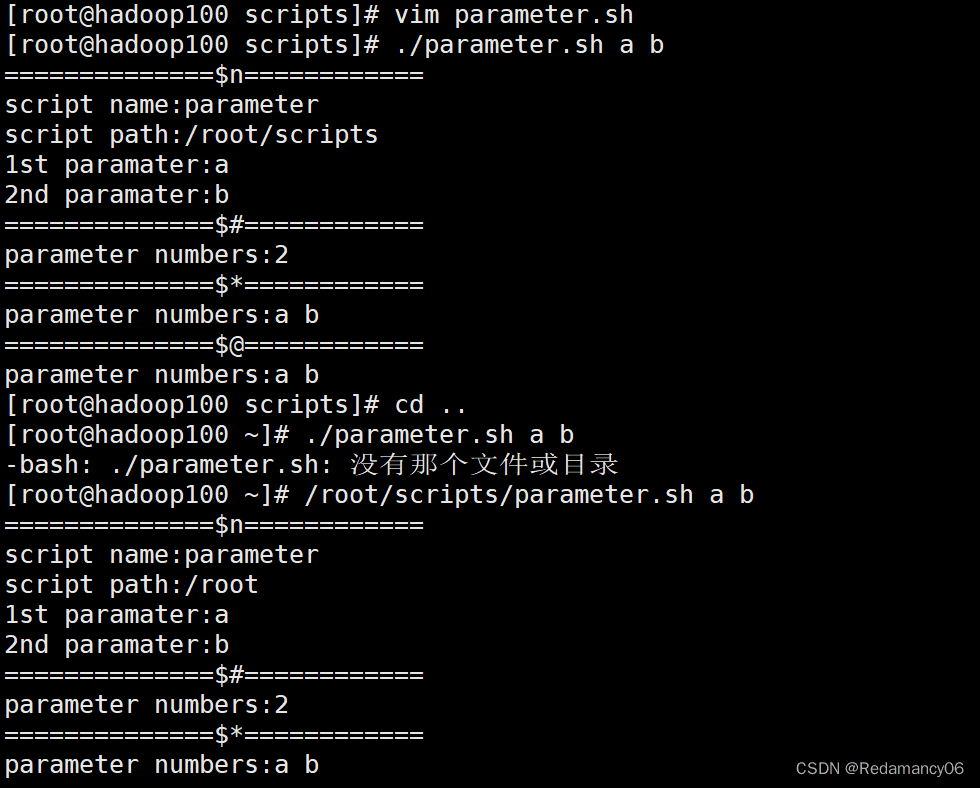 [root@hadoop100 scripts]# vim parameter.sh
[root@hadoop100 scripts]# ./parameter.sh a b
==============$n============
script name:parameter
script path:/root/scripts
1st paramater:a
2nd paramater:b
==============$#============
parameter numbers:2
==============$*============
parameter numbers:a b
==============$@============
parameter numbers:a b
[root@hadoop100 scripts]# cd ..
[root@hadoop100 ~]# ./parameter.sh a b
-bash: ./parameter.sh: 没有那个文件或目录
[root@hadoop100 ~]# /root/scripts/parameter.sh a b
==============$n============
script name:parameter
script path:/root
1st paramater:a
2nd paramater:b
==============$#============
parameter numbers:2
==============$*============
parameter numbers:a b
CSDN @Redamancy06